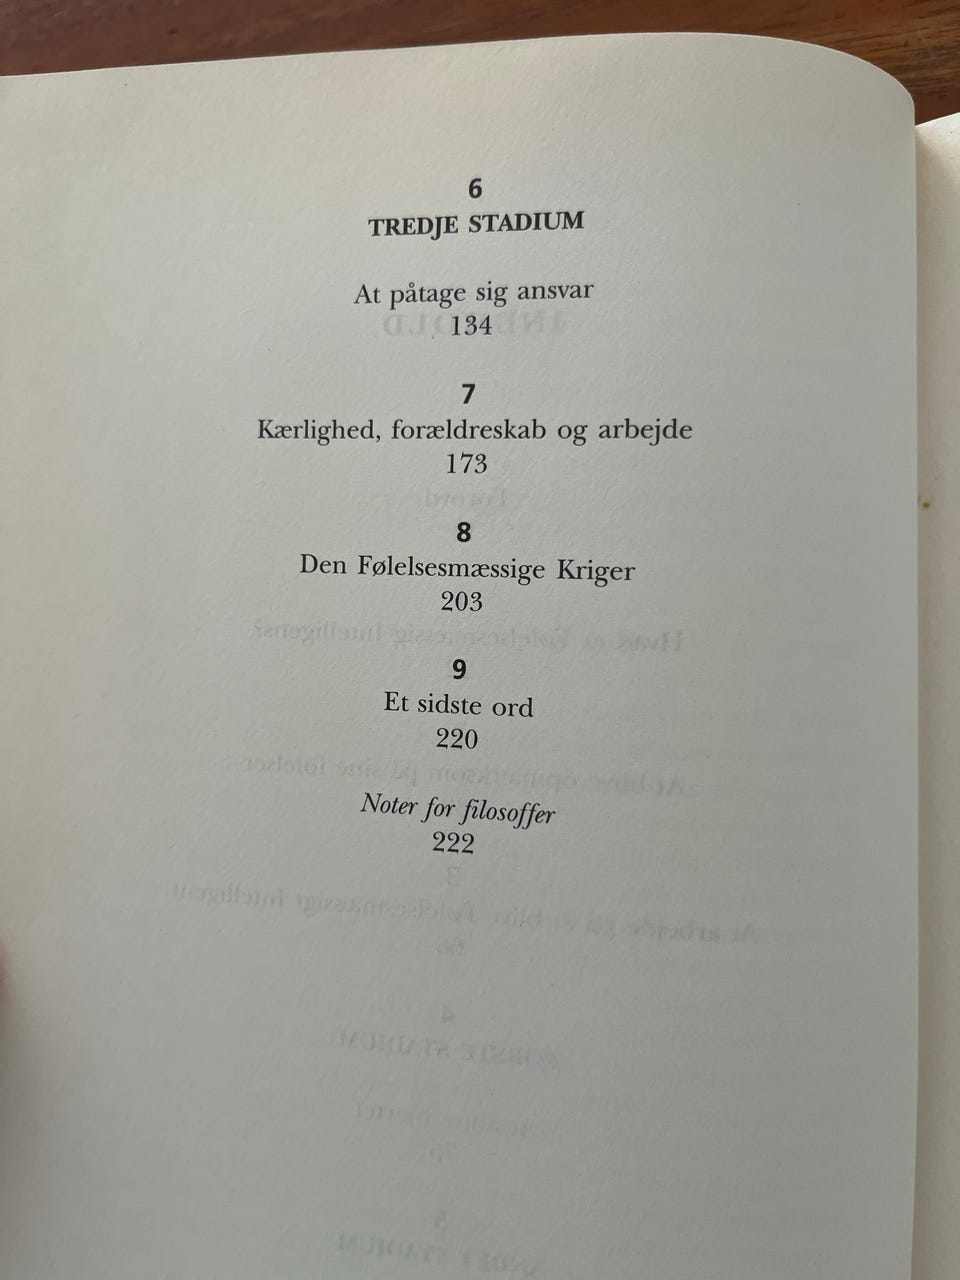 6
TREDJE STADIUM
At påtage sig ansvar
134
7
Kærlighed, forældreskab og arbejde
173
8
Den Følelsesmæssige Kriger
203
9
Et sidste ord
220
Noter for filosoffer
222